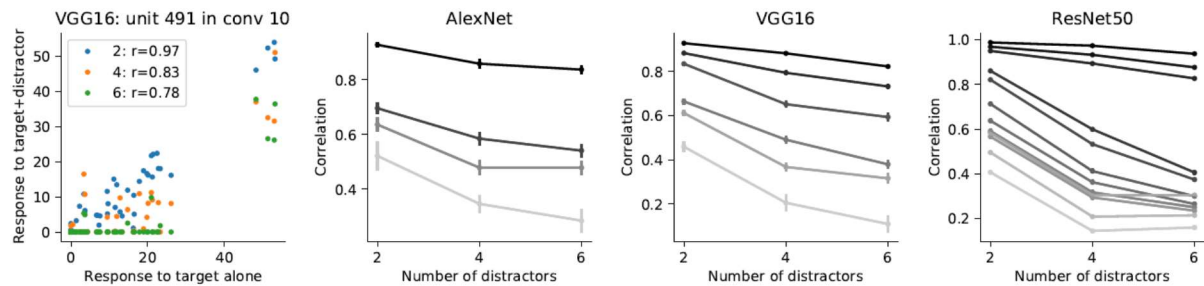 VGG16: unit 491 in conv 10
Response to target+distractor
50
40
30
20
10
0
2: r=0.97
4: r=0.83
6: r=0.78
0
20
40
Response to target alone
AlexNet
Correlation
0.8
0.6
0.4
2
4
6
Number of distractors
VGG16
Correlation
0.8
0.6
0.4
0.2
2
4
6
Number of distractors
ResNet50
Correlation
1.0
0.8
0.6
0.4
0.2
2
4
6
Number of distractors